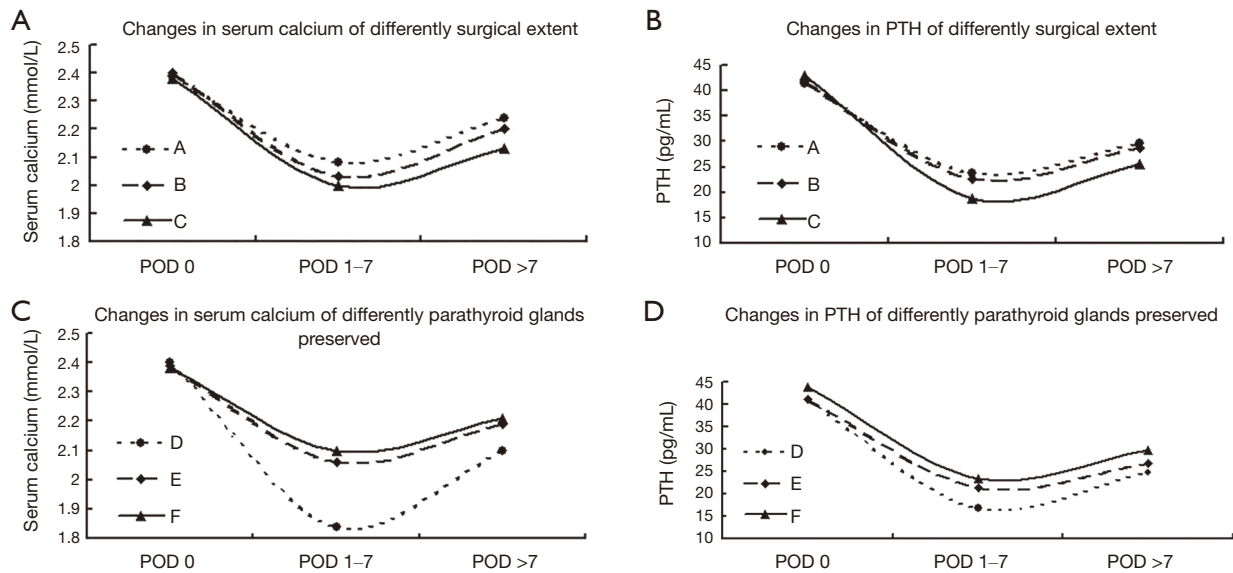 A
Changes in serum calcium of differently surgical extent
Serum calcium (mmol/L)
2.5
2.4
2.3
2.2
2.1
2
1.9
1.8
A
B
C
POD 0
POD 1–7
POD >7
B
Changes in PTH of differently surgical extent
PTH (pg/mL)
45
40
35
30
25
20
15
10
A
B
C
POD 0
POD 1–7
POD >7
C
Changes in serum calcium of differently parathyroid glands
preserved
Serum calcium (mmol/L)
2.5
2.4
2.3
2.2
2.1
2
1.9
1.8
D
E
F
POD 0
POD 1–7
POD >7
D
Changes in PTH of differently parathyroid glands preserved
PTH (pg/mL)
45
40
35
30
25
20
15
10
D
E
F
POD 0
POD 1–7
POD >7